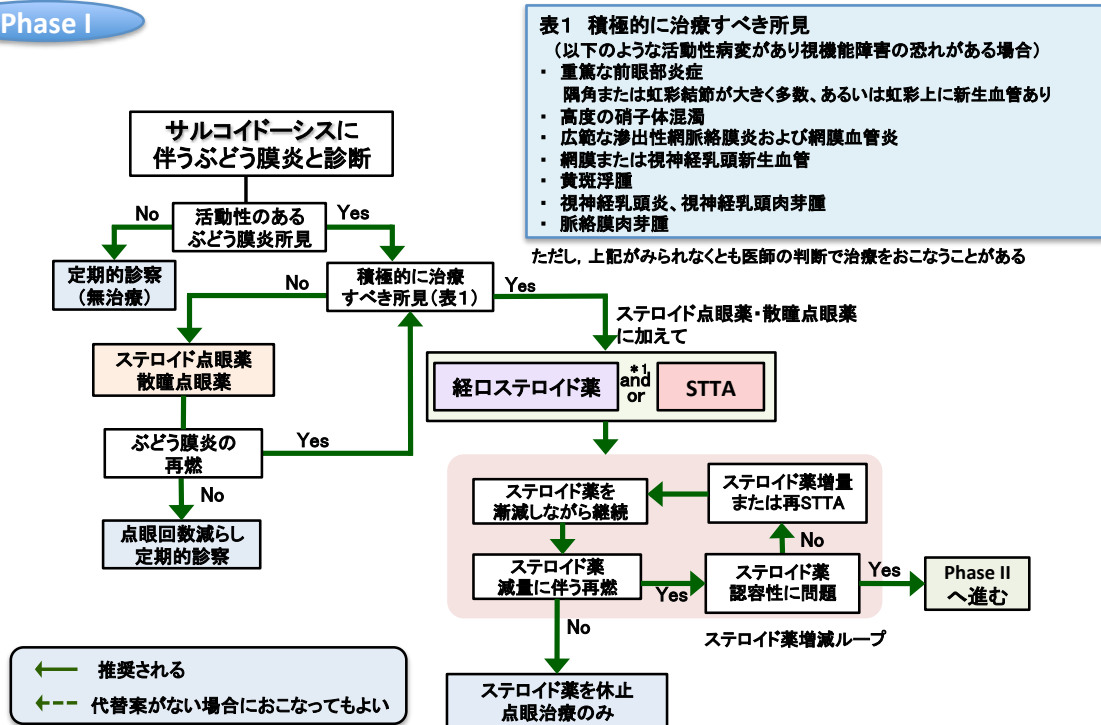 Phase I
表1 積極的に治療すべき所見
(以下のような活動性病変があり視機能障害の恐れがある場合)
・ 重篤な前眼部炎症
隅角または虹彩結節が大きく多数、あるいは虹彩上に新生血管あり
・ 高度の硝子体混濁
・ 広範な滲出性網脈絡膜炎および網膜血管炎
・ 網膜または視神経乳頭新生血管
・ 黄斑浮腫
・ 視神経乳頭炎、視神経乳頭肉芽腫
・ 脈絡膜肉芽腫
ただし，上記がみられなくとも医師の判断で治療をおこなうことがある
サルコイドーシスに
伴うぶどう膜炎と診断
No
活動性のある
ぶどう膜炎所見
Yes
定期的診察
(無治療)
No
積極的に治療
すべき所見(表1)
Yes
ステロイド点眼薬・散瞳点眼薬
に加えて
ステロイド点眼薬
散瞳点眼薬
経口ステロイド薬
*1
and
or
STTA
ぶどう膜炎の
再燃
Yes
No
点眼回数減らし
定期的診察
ステロイド薬を
漸減しながら継続
ステロイド薬増量
または再STTA
No
ステロイド薬
減量に伴う再燃
Yes
ステロイド薬
認容性に問題
Yes
Phase II
へ進む
No
ステロイド薬増減ループ
ステロイド薬を休止
点眼治療のみ
推奨される
代替案がない場合におこなってもよい